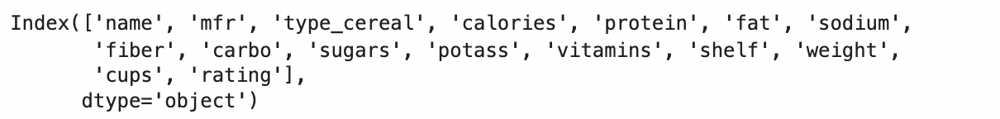 Index(['name', 'mfr', 'type_cereal', 'calories', 'protein', 'fat', 'sodium',
       'fiber', 'carbo', 'sugars', 'potass', 'vitamins', 'shelf', 'weight',
       'cups', 'rating'],
      dtype='object')